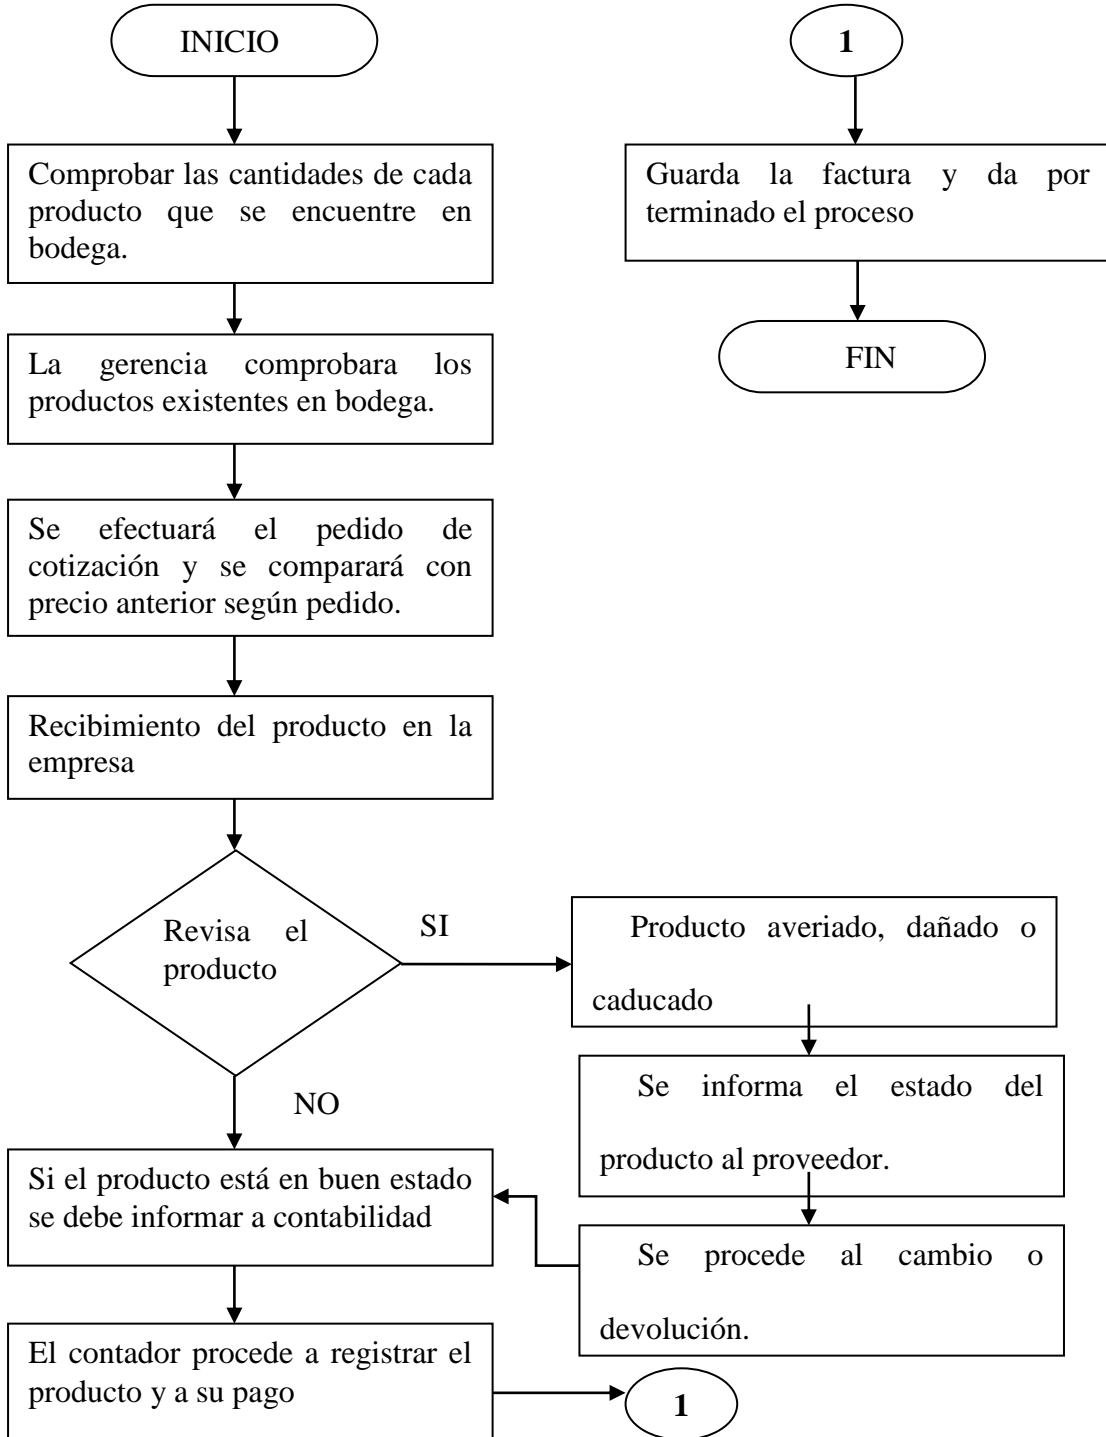 INICIO
Comprobar las cantidades de cada
producto que se encuentre en
bodega.
La gerencia comprobara los
productos existentes en bodega.
Se efectuará el pedido de
cotización y se comparará con
precio anterior según pedido.
Recibimiento del producto en la
empresa
Revisa el
producto
SI
Producto averiado, dañado o
caducado
Se informa el estado del
producto al proveedor.
Se procede al cambio o
devolución.
NO
Si el producto está en buen estado
se debe informar a contabilidad
El contador procede a registrar el
producto y a su pago
1
1
Guarda la factura y da por
terminado el proceso
FIN